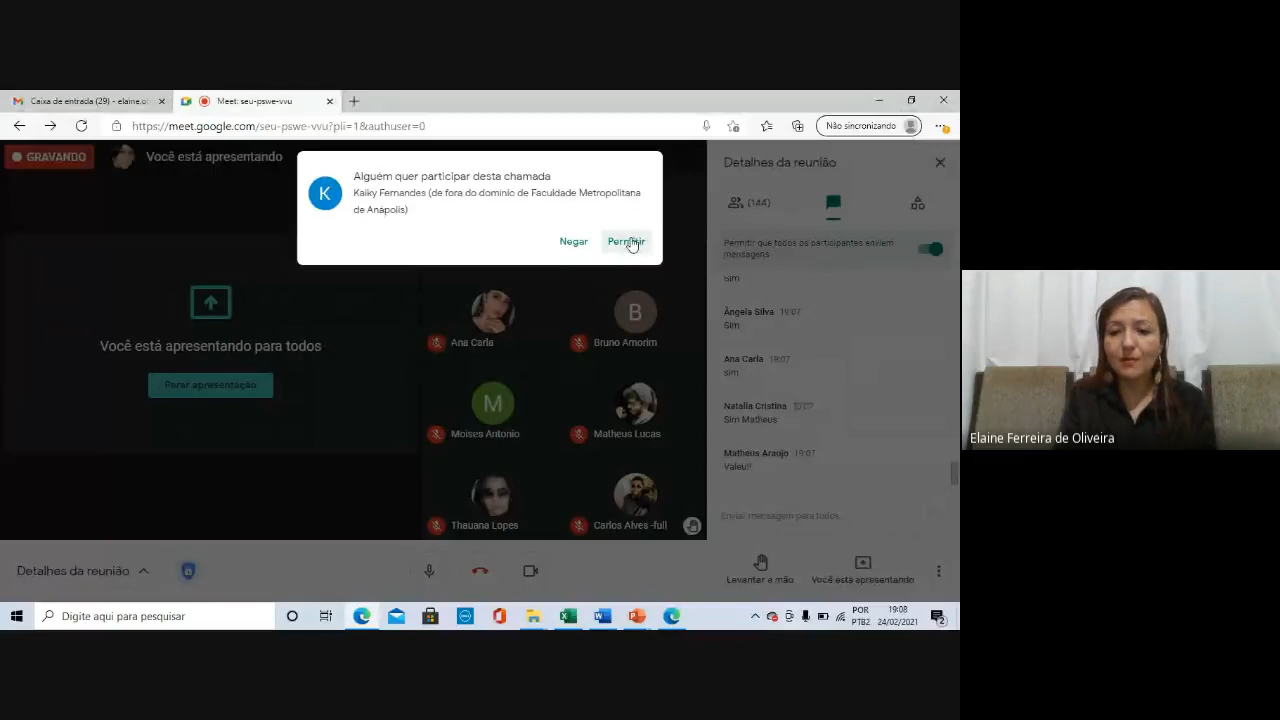 Caixa de entrada (29) - elaine.ol
Meet: seu-pswe-vvu
https://meet.google.com/seu-pswe-vvu?pli=1&authuser=0
Não sincronizando
GRAVANDO
Você está apresentando
Alguém quer participar desta chamada
K
Kaiky Fernandes (de fora do domínio de Faculdade Metropolitana
de Anápolis)
Negar
Permitir
Você está apresentando para todos
Parar apresentação
Ana Carla
B
Bruno Amorim
M
Moises Antonio
Matheus Lucas
Thauana Lopes
Carlos Alves -full
Detalhes da reunião
(144)
Permitir que todos os participantes enviem
mensagens
Sim
Ângela Silva 19:07
Sim
Ana Carla 19:07
sim
Natalia Cristina 19:07
Sim Matheus
Matheus Araujo 19:07
Valeu!!
Enviar mensagem para todos.
Detalhes da reunião
Levantar a mão
Você está apresentando
Digite aqui para pesquisar
POR
PTB2
19:08
24/02/2021
2
Elaine Ferreira de Oliveira